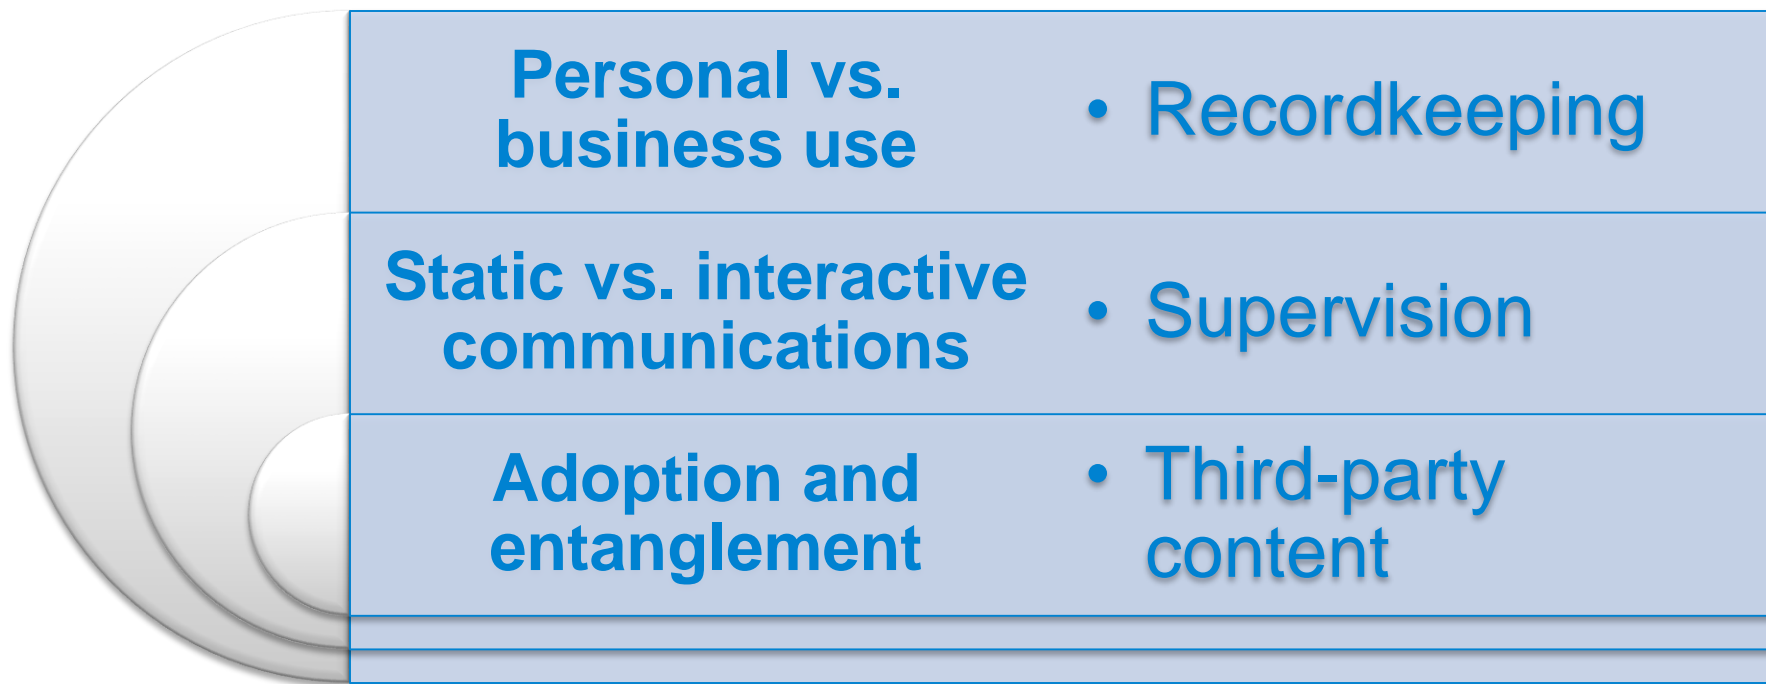 Personal vs.
business use
• Recordkeeping
Static vs. interactive
communications
• Supervision
Adoption and
entanglement
• Third-party
content